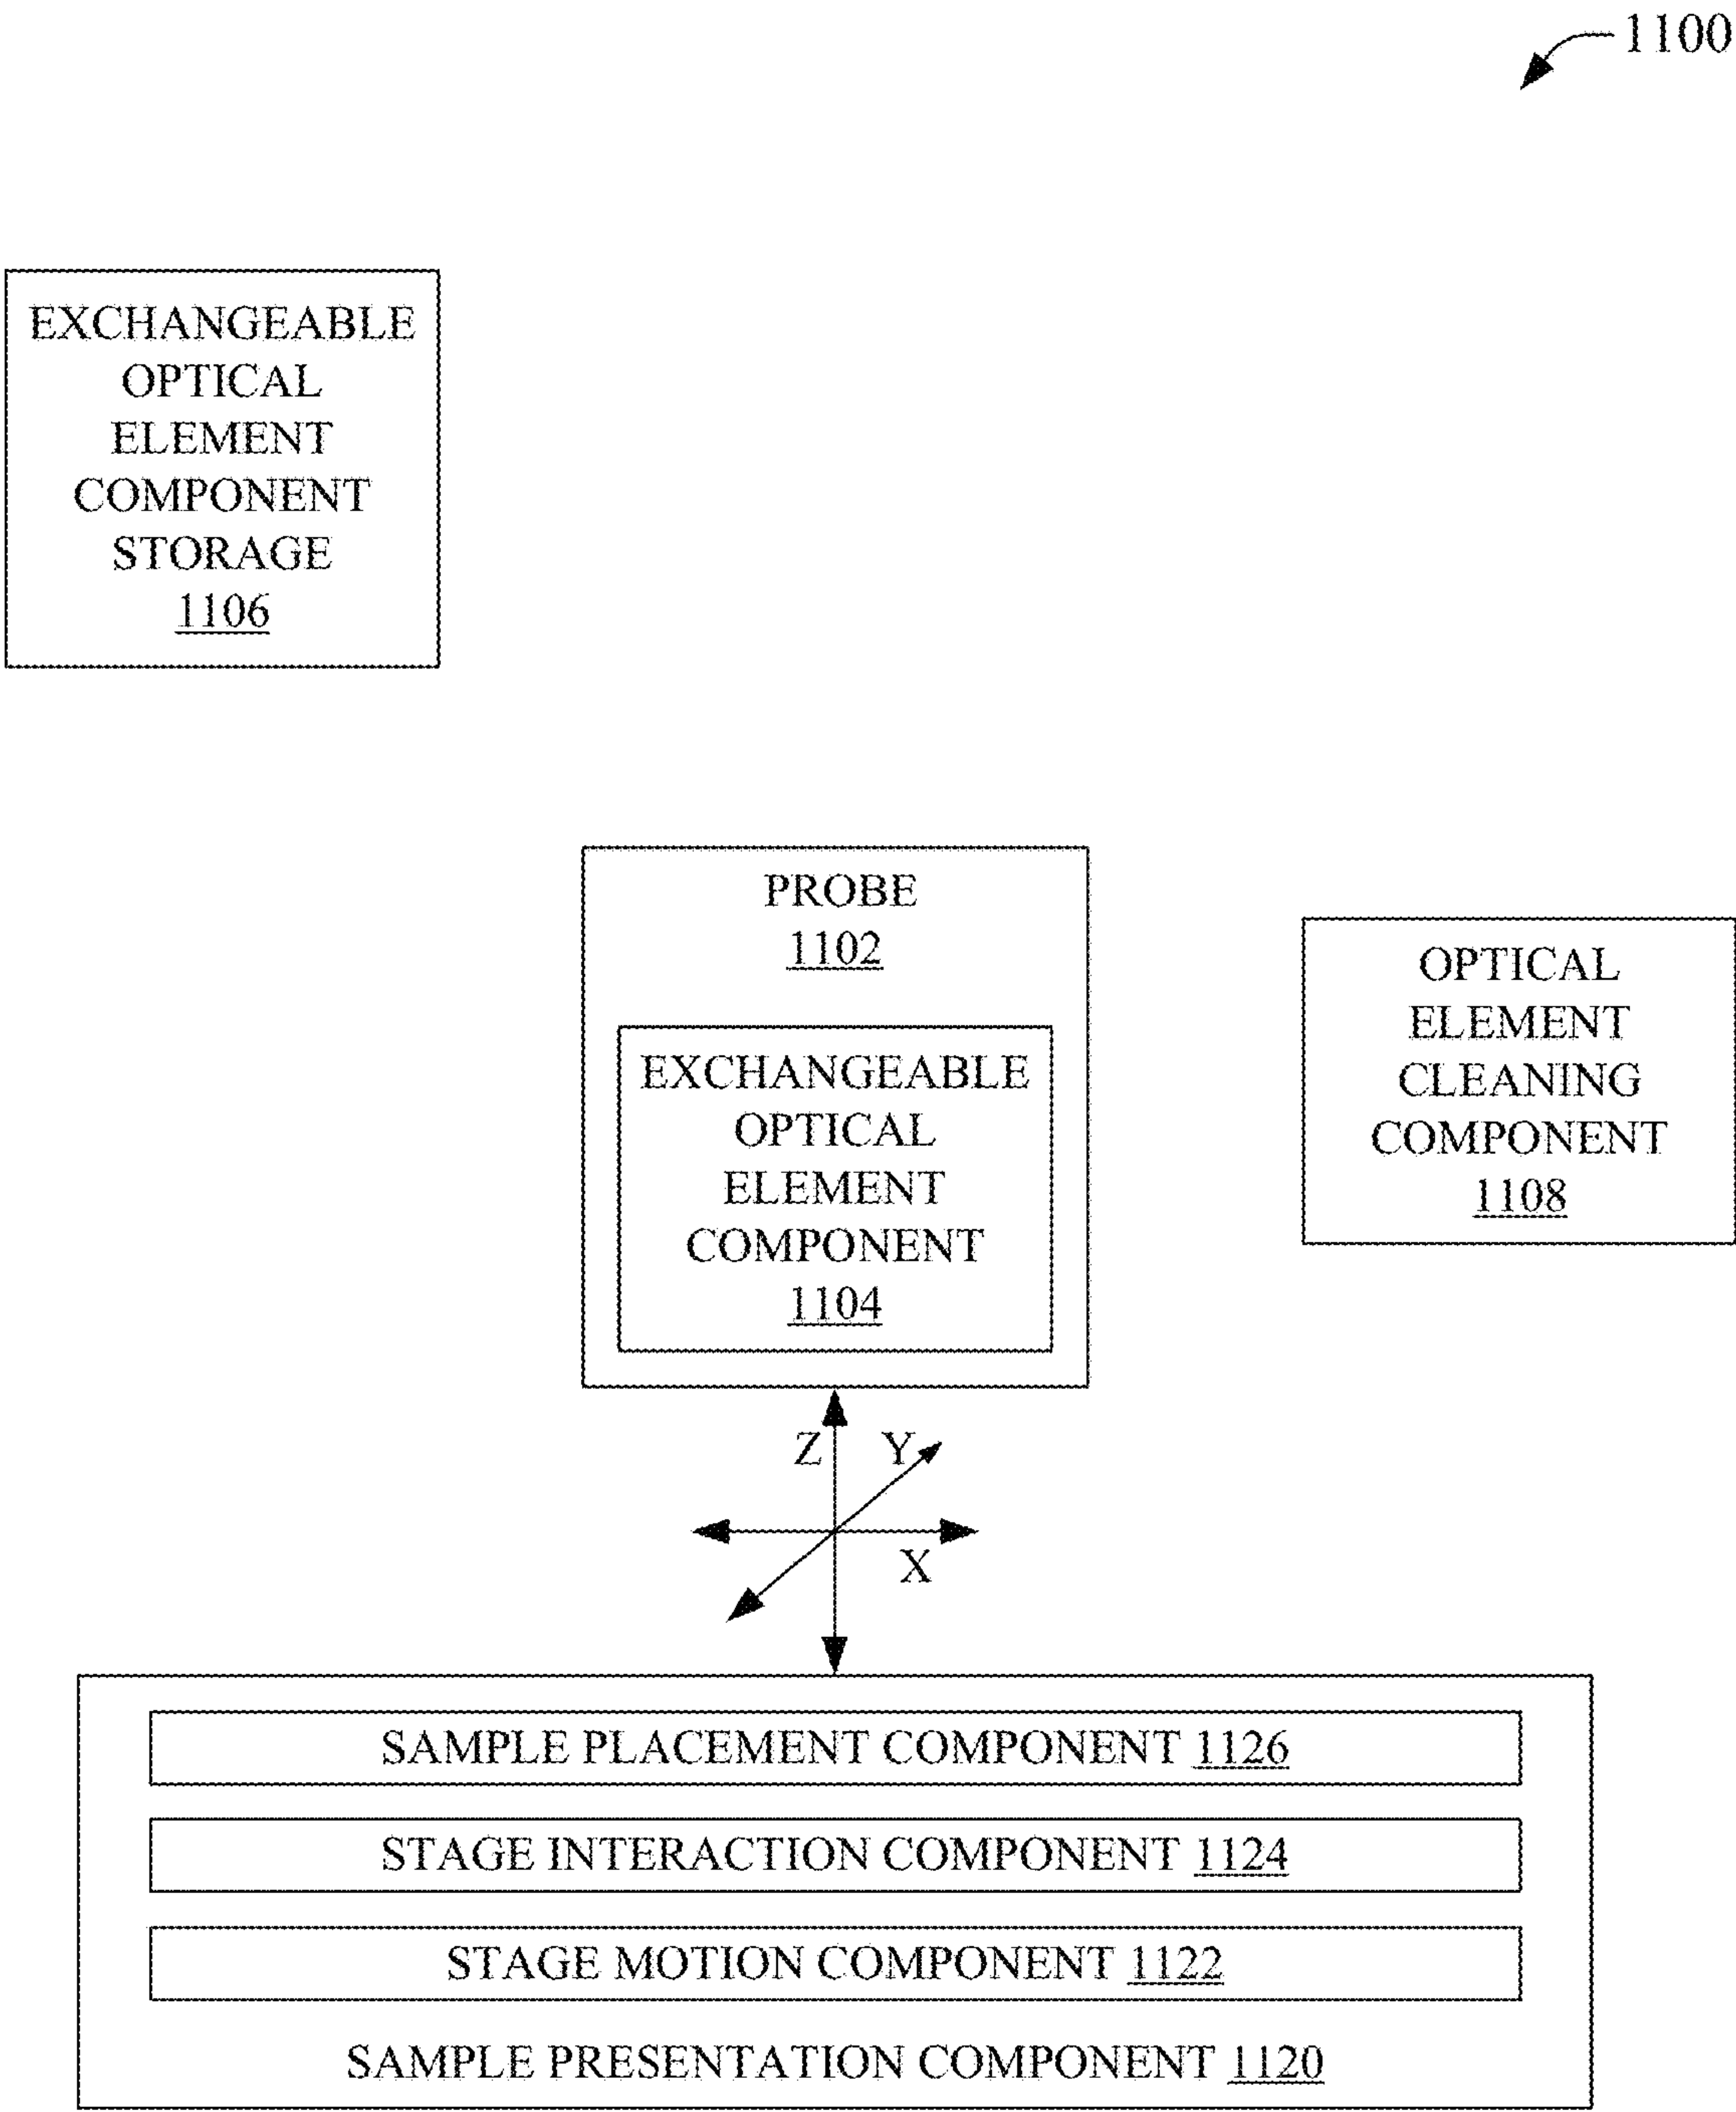 1100
EXCHANGEABLE
OPTICAL
ELEMENT
COMPONENT
STORAGE
1106
PROBE
1102
EXCHANGEABLE
OPTICAL
ELEMENT
COMPONENT
1104
OPTICAL
ELEMENT
CLEANING
COMPONENT
1108
Z Y
X
SAMPLE PLACEMENT COMPONENT 1126
STAGE INTERACTION COMPONENT 1124
STAGE MOTION COMPONENT 1122
SAMPLE PRESENTATION COMPONENT 1120